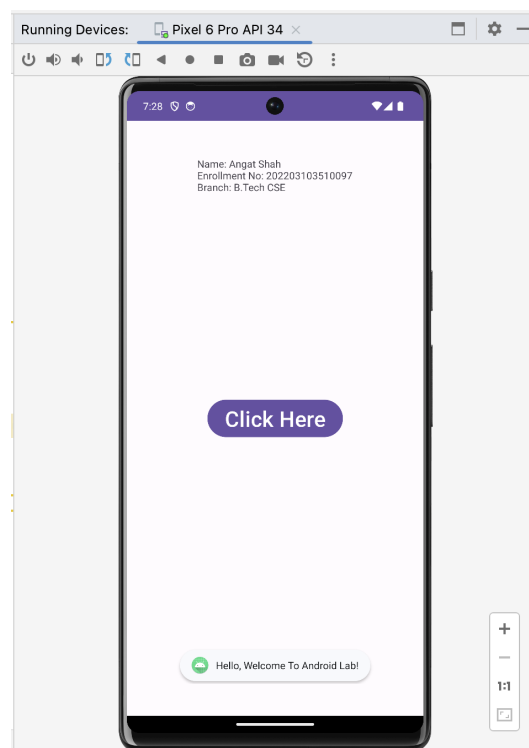 Running Devices: Pixel 6 Pro API 34
7:28
Name: Angat Shah
Enrollment No: 202203103510097
Branch: B.Tech CSE
Click Here
Hello, Welcome To Android Lab!
1:1